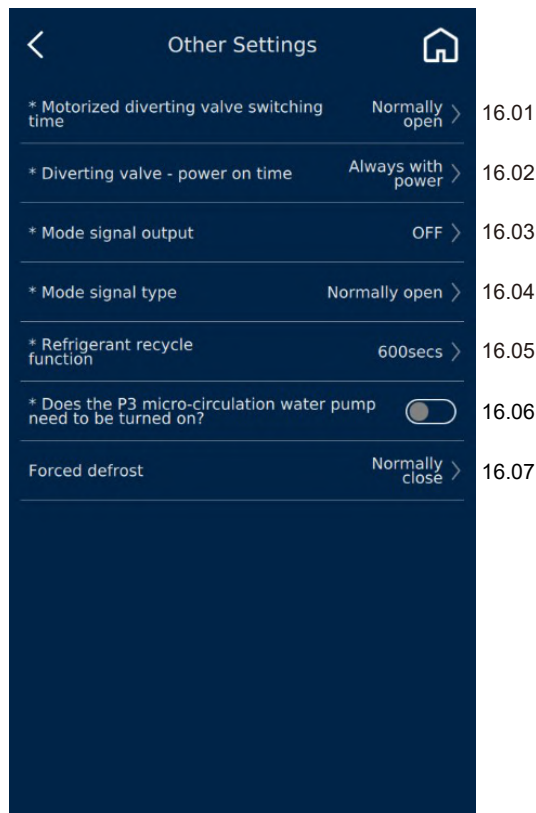 Other Settings
* Motorized diverting valve switching
time
Normally
open
16.01
* Diverting valve - power on time
Always with
power
16.02
* Mode signal output
OFF
16.03
* Mode signal type
Normally open
16.04
* Refrigerant recycle
function
600secs
16.05
* Does the P3 micro-circulation water pump
need to be turned on?
16.06
Forced defrost
Normally
close
16.07